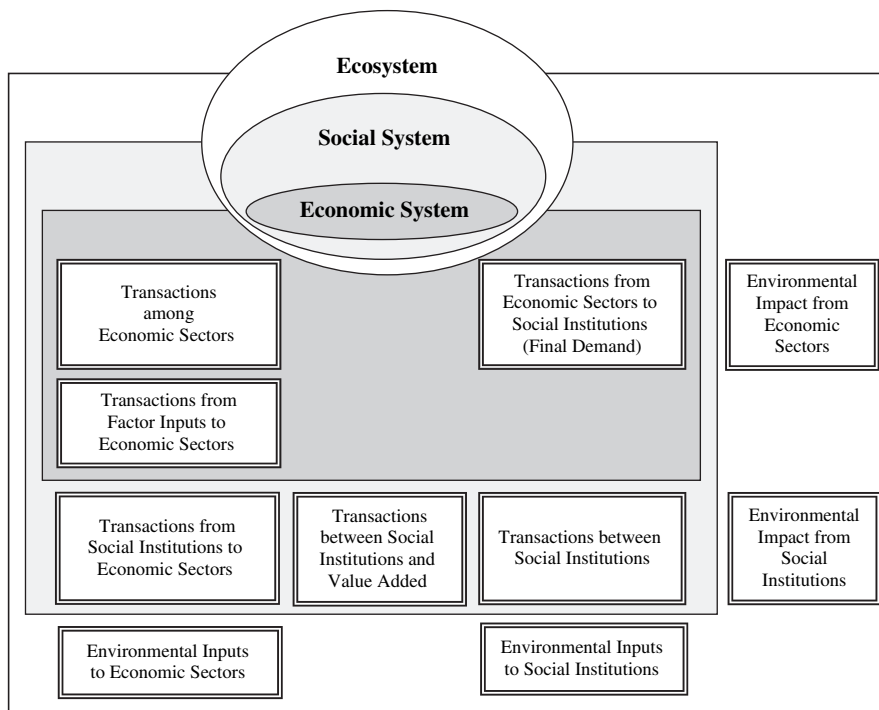 Ecosystem
Social System
Economic System
Transactions
among
Economic Sectors
Transactions from
Economic Sectors to
Social Institutions
(Final Demand)
Environmental
Impact from
Economic
Sectors
Transactions from
Factor Inputs to
Economic Sectors
Transactions from
Social Institutions to
Economic Sectors
Transactions
between Social
Institutions and
Value Added
Transactions between
Social Institutions
Environmental
Impact from
Social
Institutions
Environmental Inputs
to Economic Sectors
Environmental Inputs
to Social Institutions